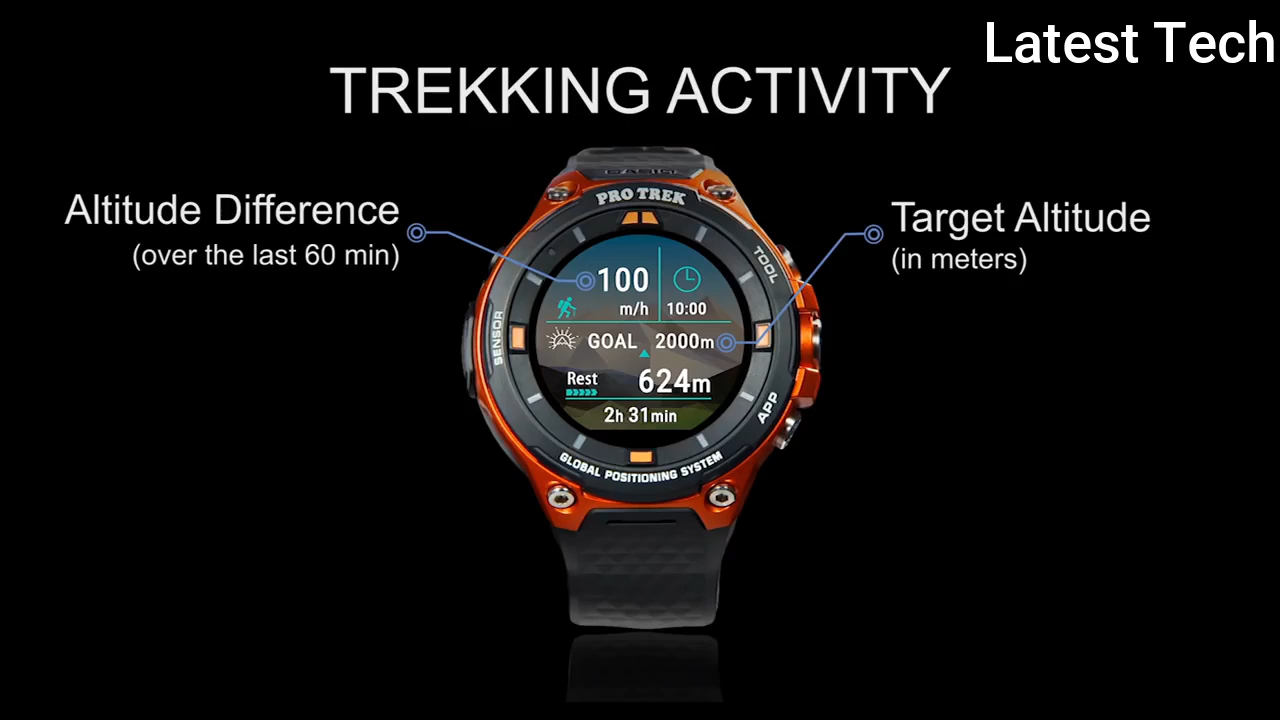 Latest Tech
TREKKING ACTIVITY
Altitude Difference
(over the last 60 min)
Target Altitude
(in meters)
CASIO
PRO TREK
TOOL
SENSOR
APP
100
m/h
10:00
GOAL 2000m
Rest
624m
2h 31min
GLOBAL POSITIONING SYSTEM